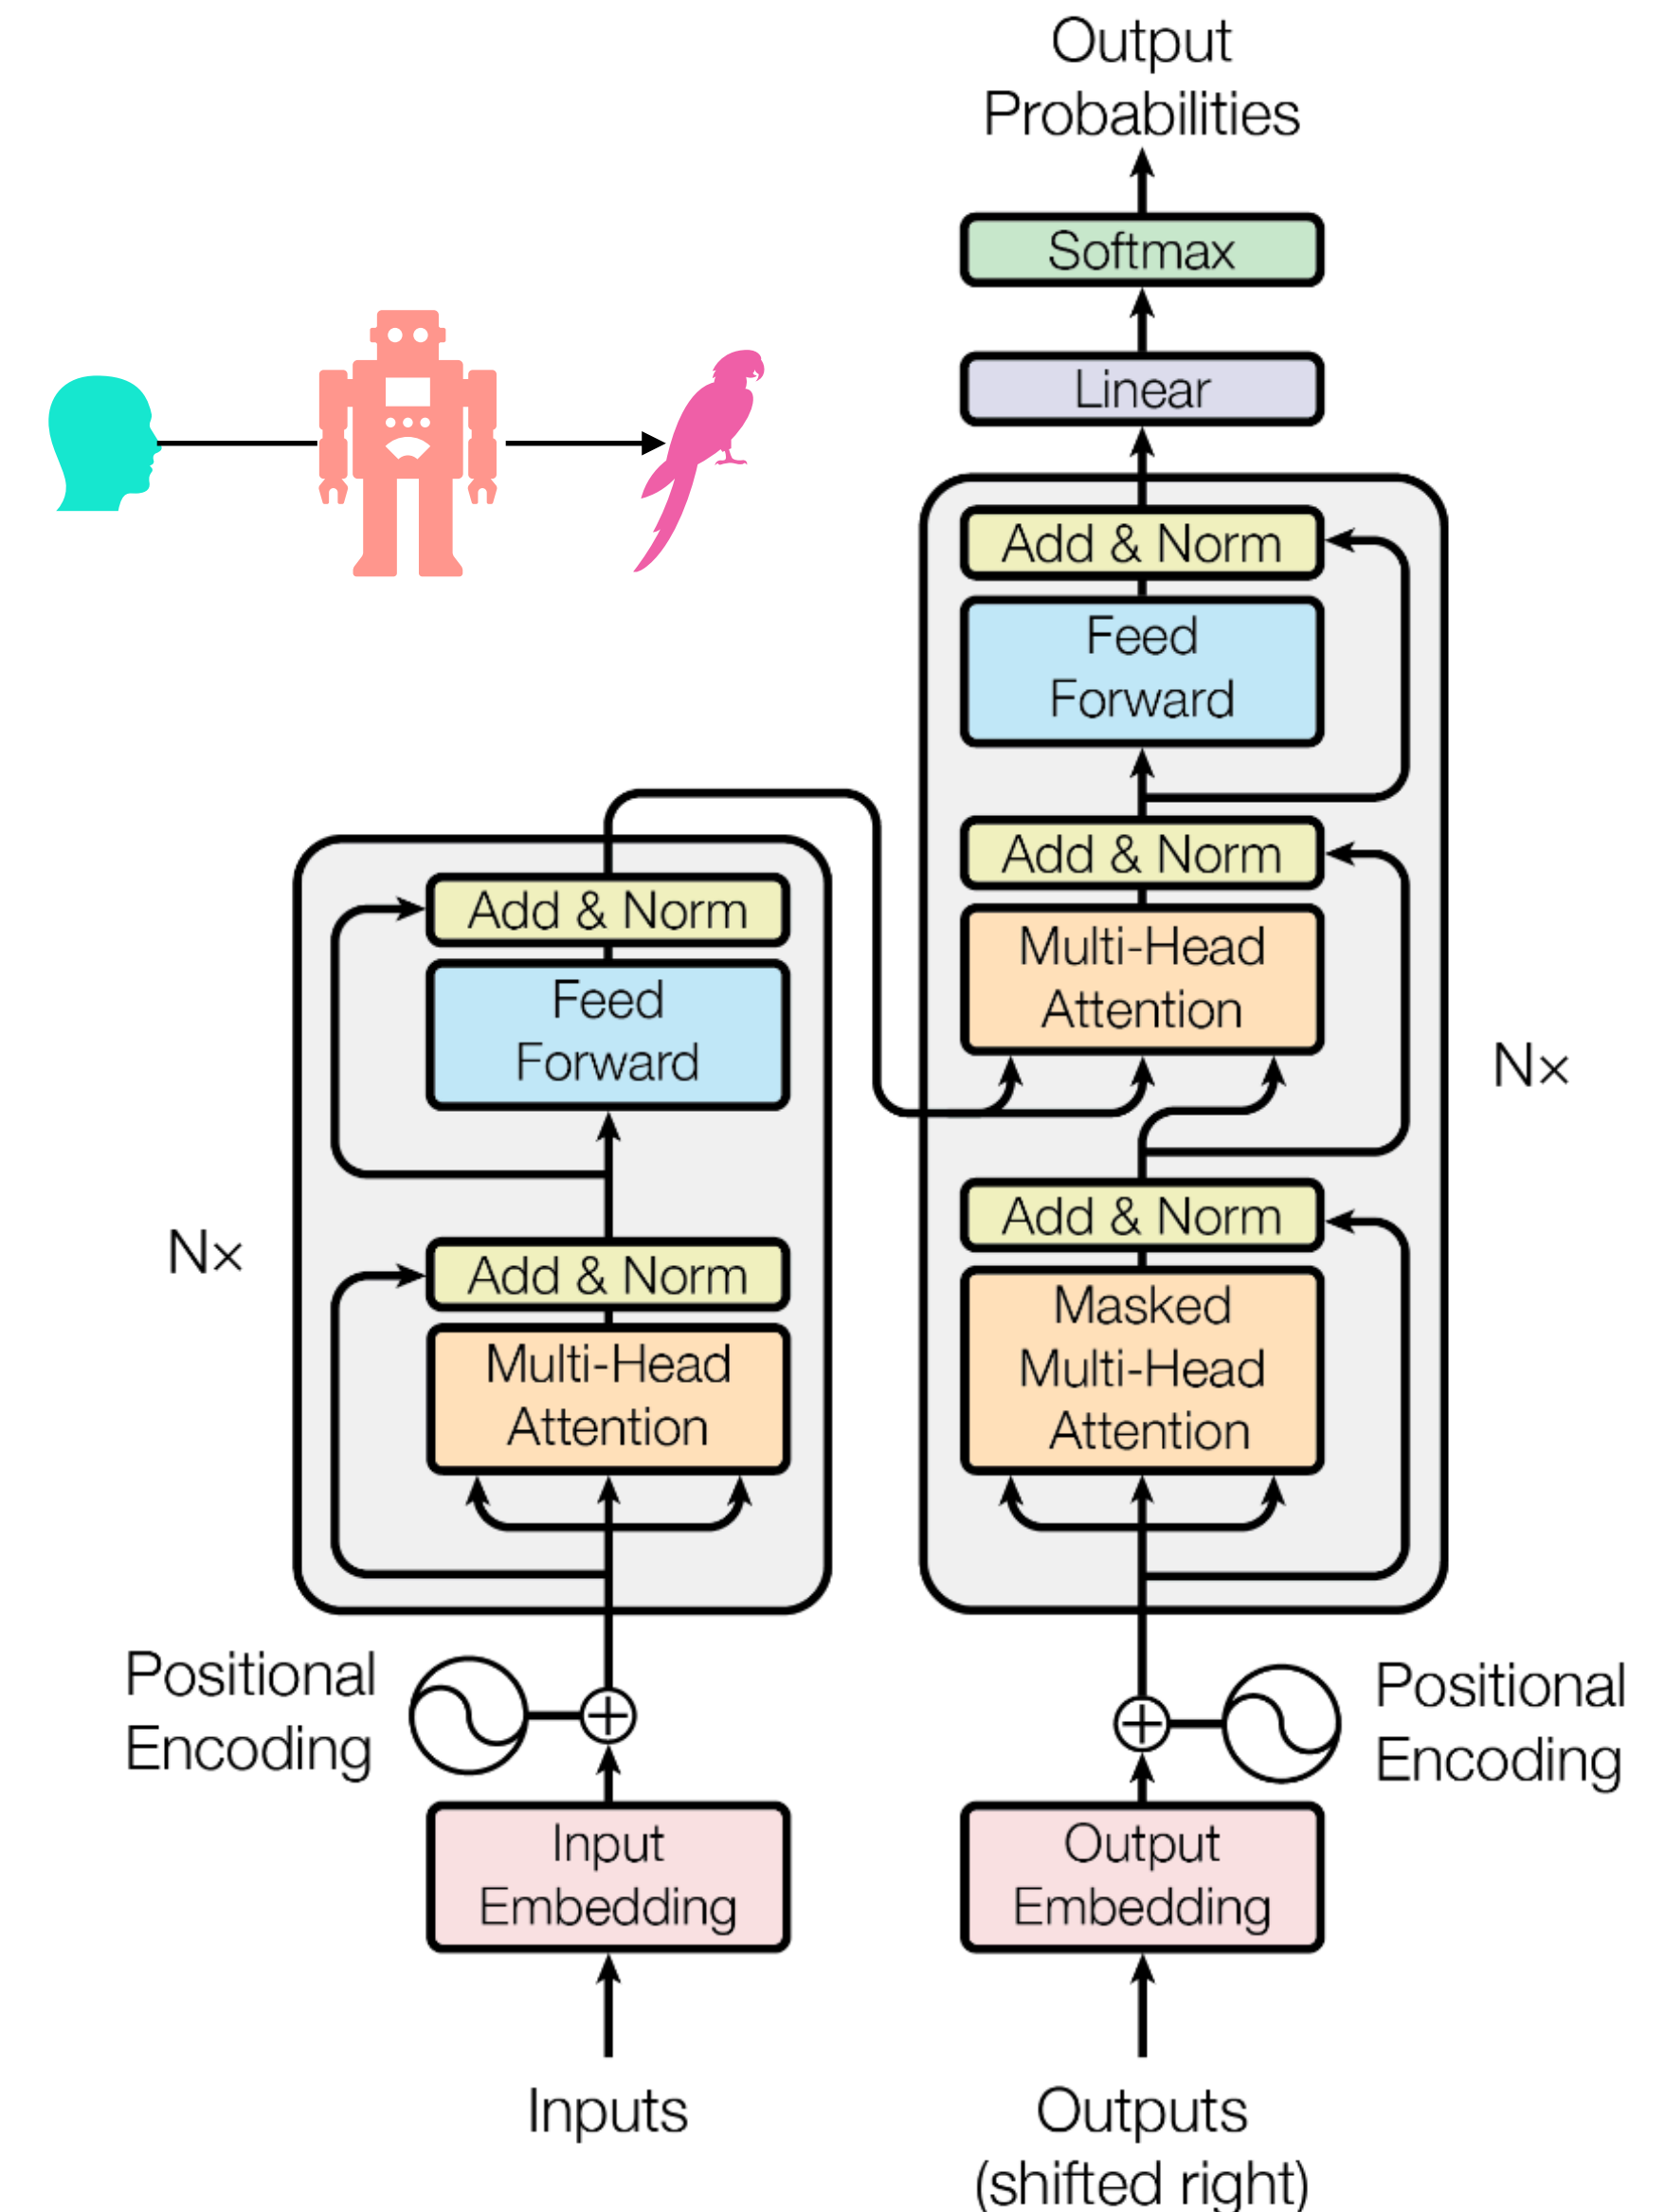 Output
Probabilities
Softmax
Linear
Add & Norm
Feed
Forward
Add & Norm
Multi-Head
Attention
N×
Add & Norm
Masked
Multi-Head
Attention
Add & Norm
Feed
Forward
N×
Add & Norm
Multi-Head
Attention
Positional
Encoding
Positional
Encoding
Input
Embedding
Output
Embedding
Inputs
Outputs
(shifted right)